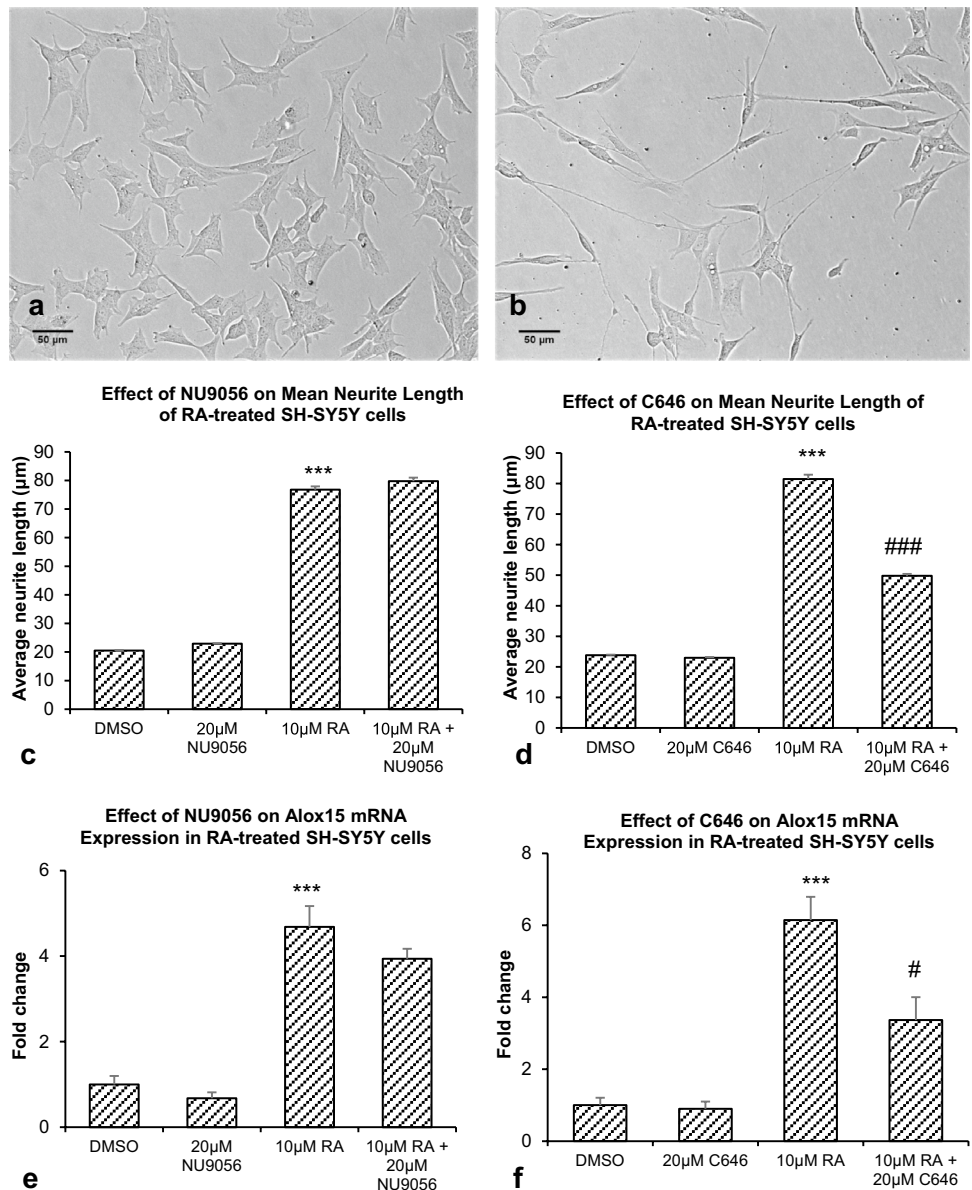 a
50 µm
b
50 µm
Effect of NU9056 on Mean Neurite Length
of RA-treated SH-SY5Y cells
Average neurite length (µm)
90
80
70
60
50
40
30
20
10
0
***
DMSO
20µM
NU9056
10µM RA
10µM RA +
20µM
NU9056
c
Effect of C646 on Mean Neurite Length of
RA-treated SH-SY5Y cells
Average neurite length (µm)
90
80
70
60
50
40
30
20
10
0
***
###
DMSO
20µM C646
10µM RA
10µM RA +
20µM C646
d
Effect of NU9056 on Alox15 mRNA
Expression in RA-treated SH-SY5Y cells
Fold change
6
4
2
0
***
DMSO
20µM
NU9056
10µM RA
10µM RA +
20µM
NU9056
e
Effect of C646 on Alox15 mRNA
Expression in RA-treated SH-SY5Y cells
Fold change
8
6
4
2
0
***
#
DMSO
20µM C646
10µM RA
10µM RA +
20µM C646
f